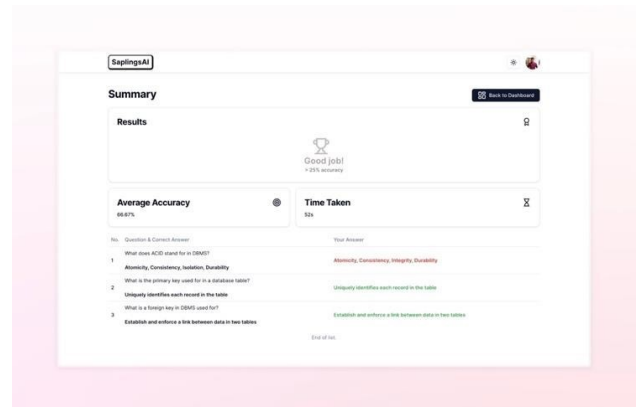 SaplingsAI
Summary
Back to Dashboard
Results
Good job!
> 25% accuracy
Average Accuracy
66.67%
Time Taken
52s
No. Question & Correct Answer Your Answer
1 What does ACID stand for in DBMS?
Atomicity, Consistency, Isolation, Durability
Atomicity, Consistency, Integrity, Durability
2 What is the primary key used for in a database table?
Uniquely identifies each record in the table
Uniquely identifies each record in the table
3 What is a foreign key in DBMS used for?
Establish and enforce a link between data in two tables
Establish and enforce a link between data in two tables
End of list.